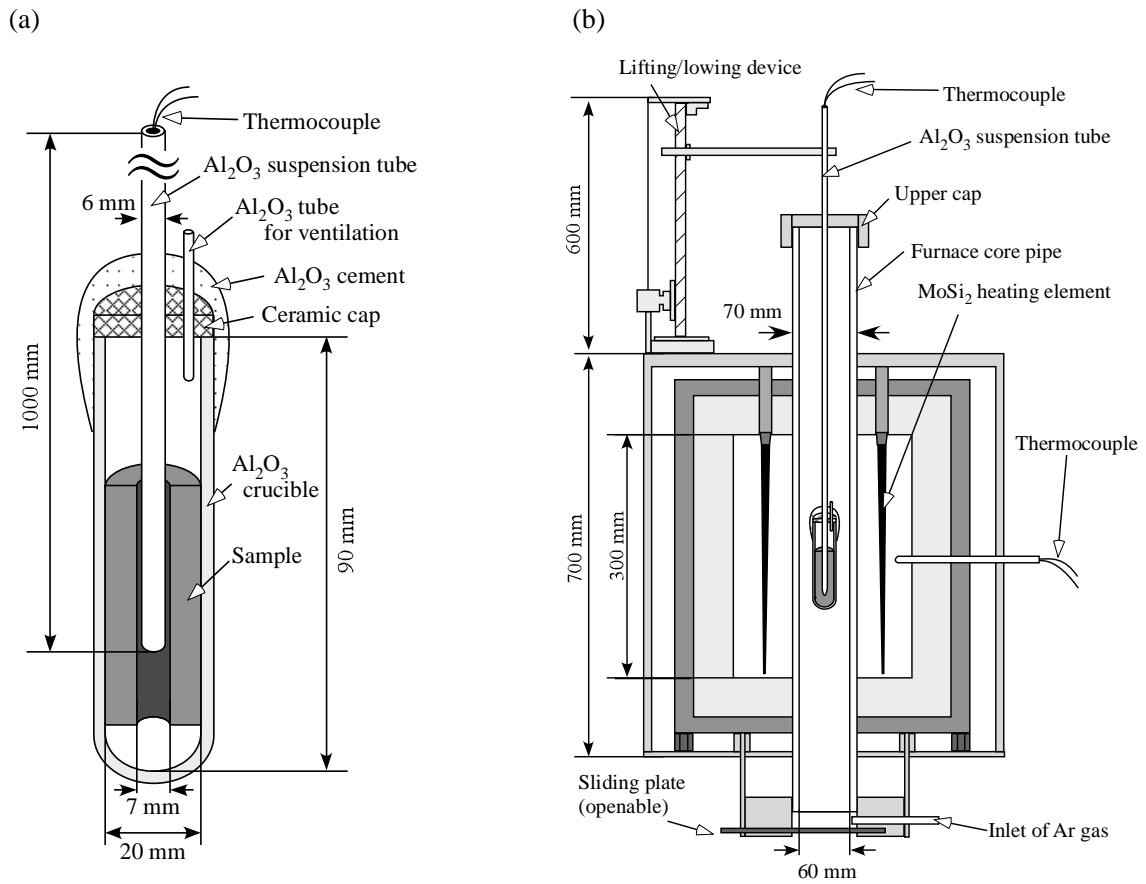 (a)
Thermocouple
Al2O3 suspension tube
6 mm
Al2O3 tube
for ventilation
Al2O3 cement
Ceramic cap
1000 mm
Al2O3
crucible
Sample
90 mm
7 mm
20 mm
(b)
Lifting/lowing device
Thermocouple
Al2O3 suspension tube
Upper cap
600 mm
Furnace core pipe
MoSi2 heating element
70 mm
Thermocouple
700 mm
300 mm
Sliding plate
(openable)
Inlet of Ar gas
60 mm